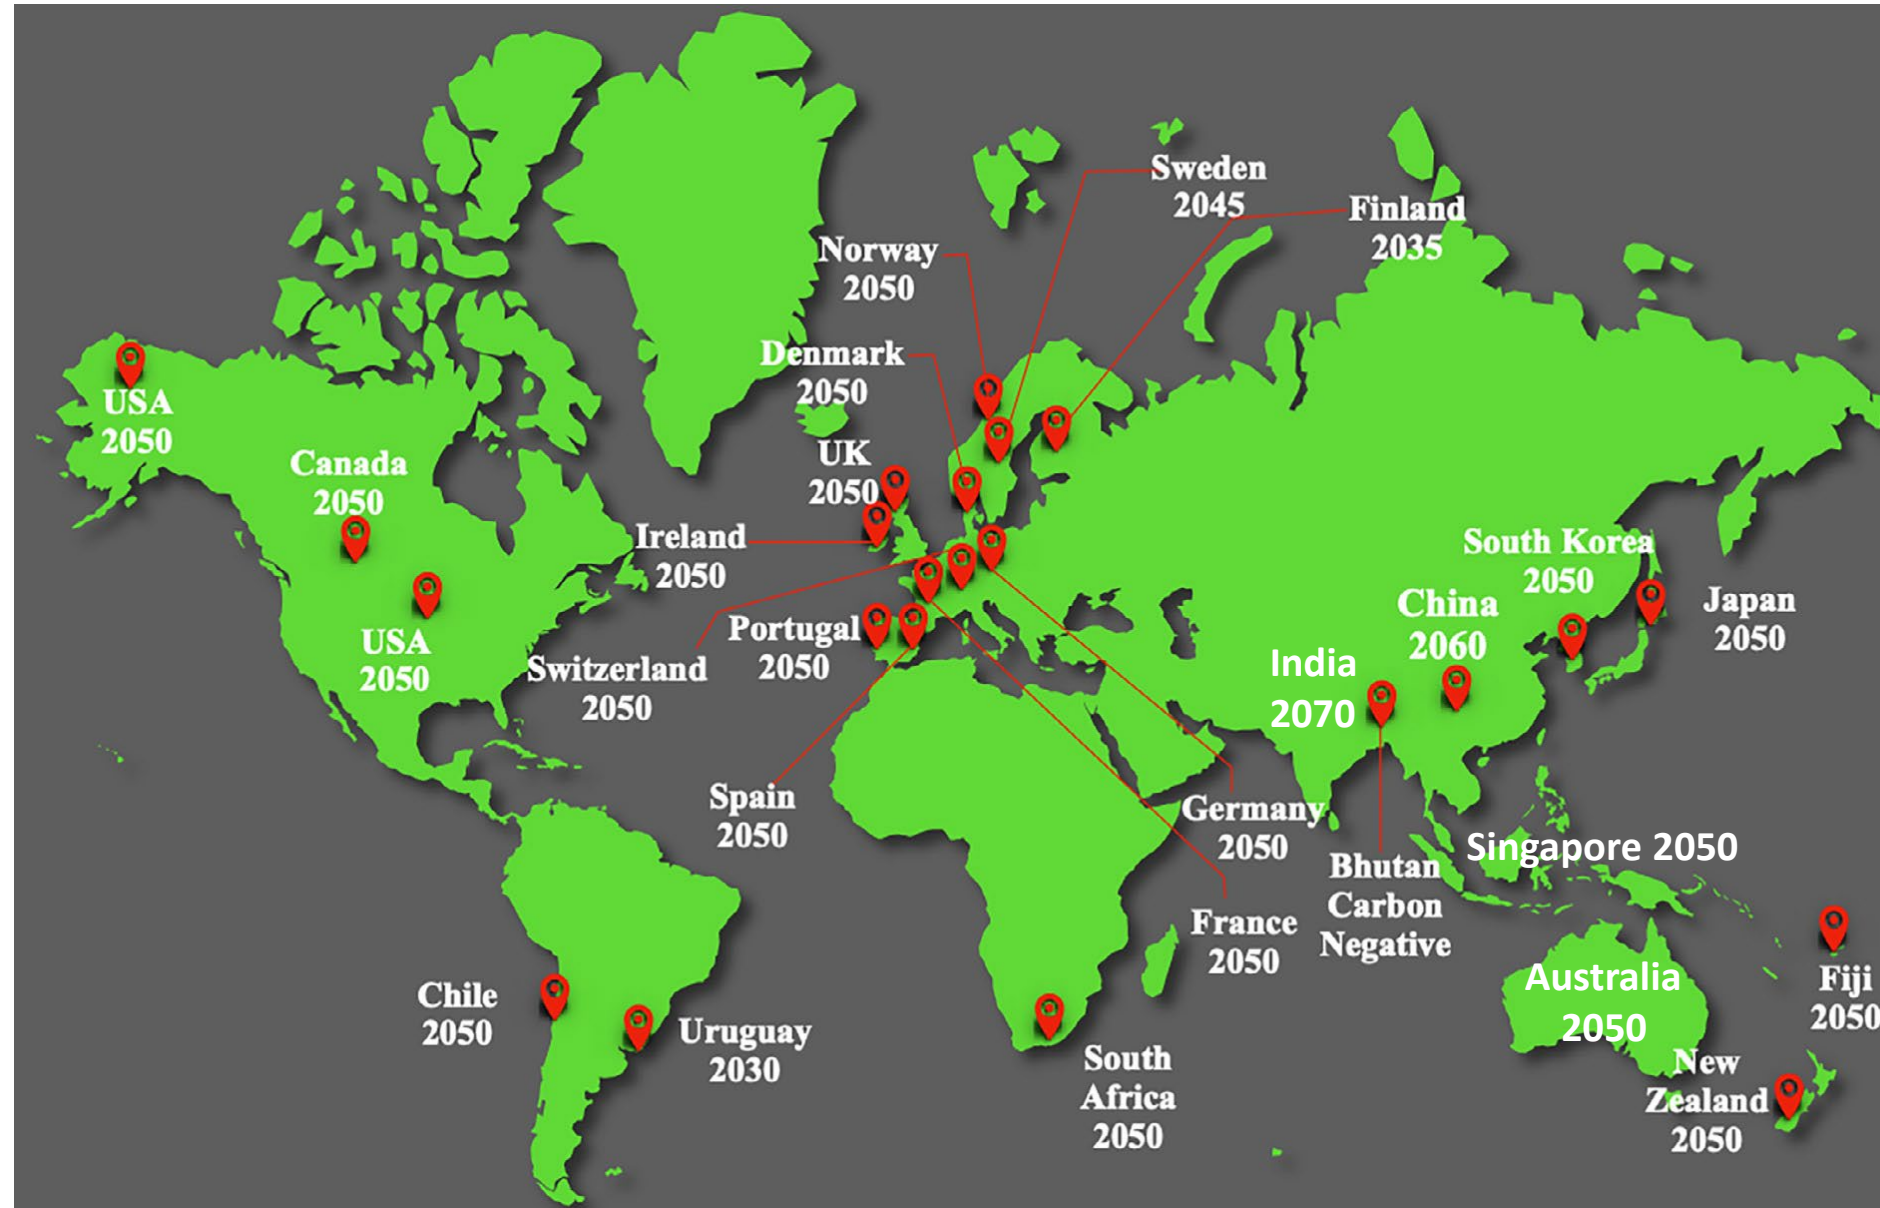 Sweden
2045
Finland
2035
Norway
2050
Denmark
2050
USA
2050
Canada
2050
UK
2050
Ireland
2050
USA
2050
Switzerland
2050
Portugal
2050
South Korea
2050
Japan
2050
China
2060
India
2070
Spain
2050
Germany
2050
Singapore 2050
Bhutan
Carbon
Negative
France
2050
Chile
2050
Uruguay
2030
South
Africa
2050
Australia
2050
Fiji
2050
New
Zealand
2050